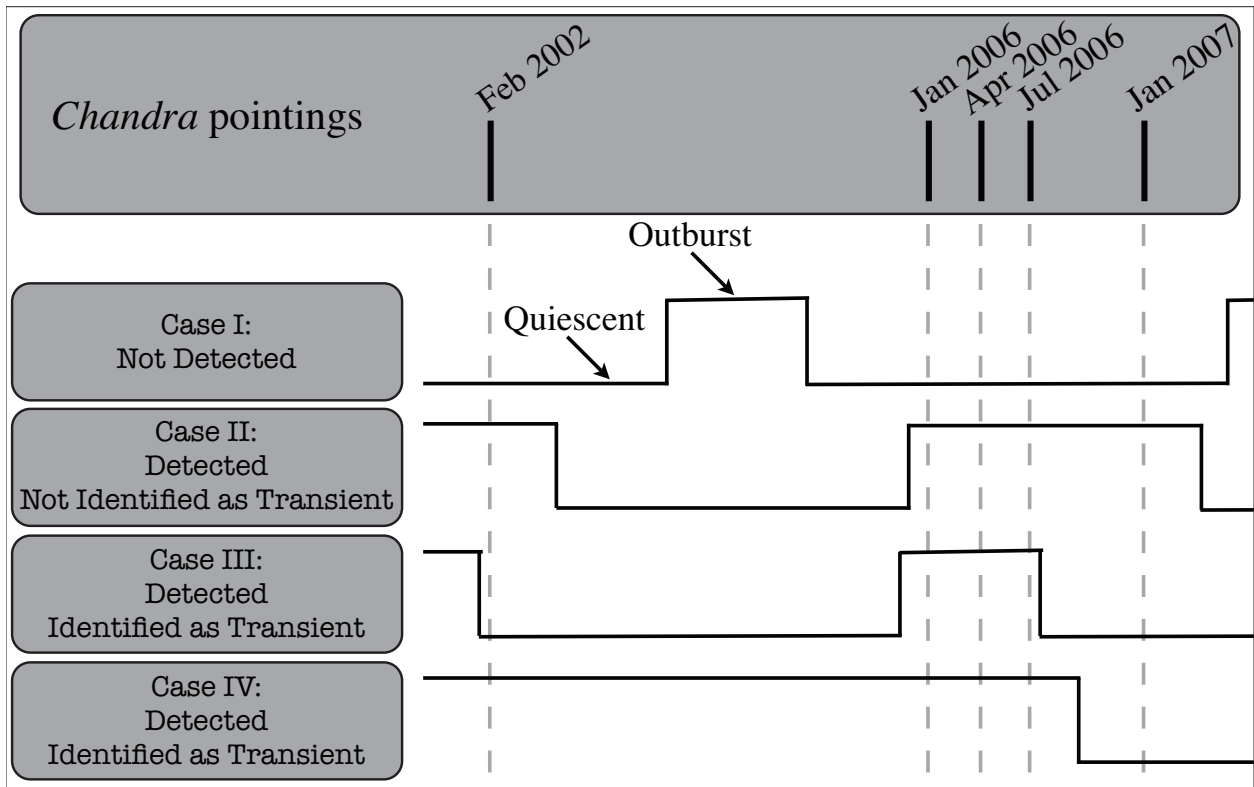 Chandra pointings
Feb 2002
Jan 2006
Apr 2006
Jul 2006
Jan 2007
Outburst
Quiescent
Case I:
Not Detected
Case II:
Detected
Not Identified as Transient
Case III:
Detected
Identified as Transient
Case IV:
Detected
Identified as Transient